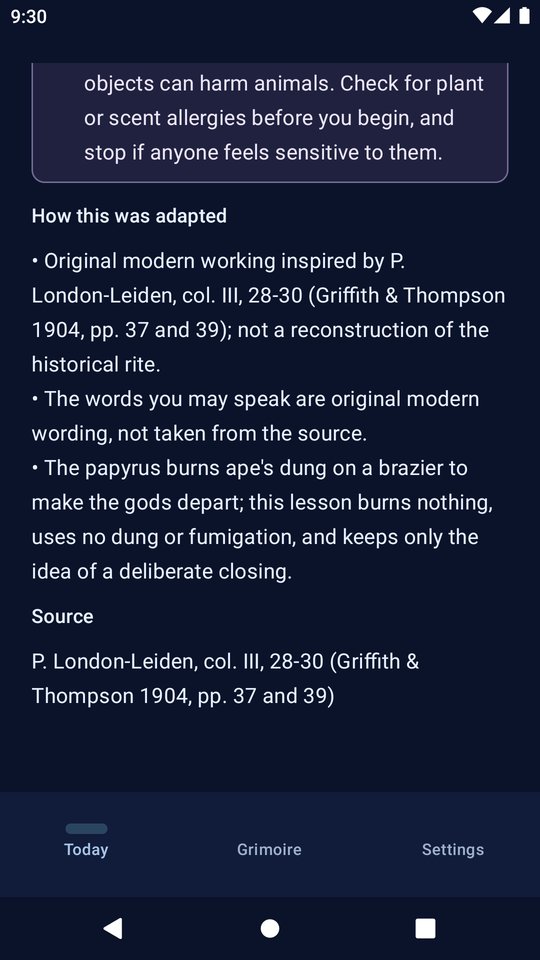 9:30
objects can harm animals. Check for plant
or scent allergies before you begin, and
stop if anyone feels sensitive to them.
How this was adapted
• Original modern working inspired by P.
London-Leiden, col. III, 28-30 (Griffith & Thompson
1904, pp. 37 and 39); not a reconstruction of the
historical rite.
• The words you may speak are original modern
wording, not taken from the source.
• The papyrus burns ape's dung on a brazier to
make the gods depart; this lesson burns nothing,
uses no dung or fumigation, and keeps only the
idea of a deliberate closing.
Source
P. London-Leiden, col. III, 28-30 (Griffith &
Thompson 1904, pp. 37 and 39)
Today
Grimoire
Settings